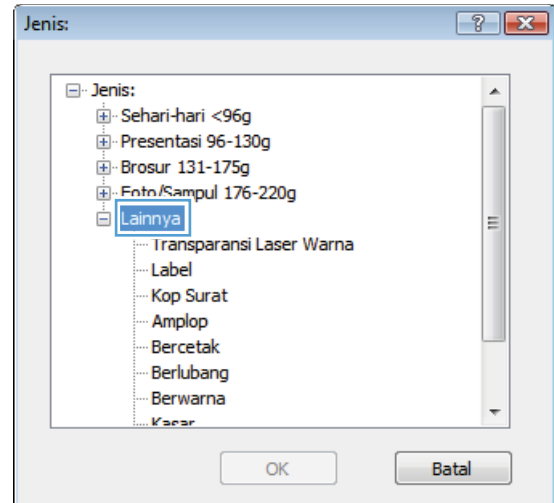 Jenis:
Jenis:
Sehari-hari <96g
Presentasi 96-130g
Brosur 131-175g
Foto/Sampul 176-220g
Lainnya
Transparansi Laser Warna
Label
Kop Surat
Amplop
Bercetak
Berlubang
Berwarna
Kasar
OK
Batal